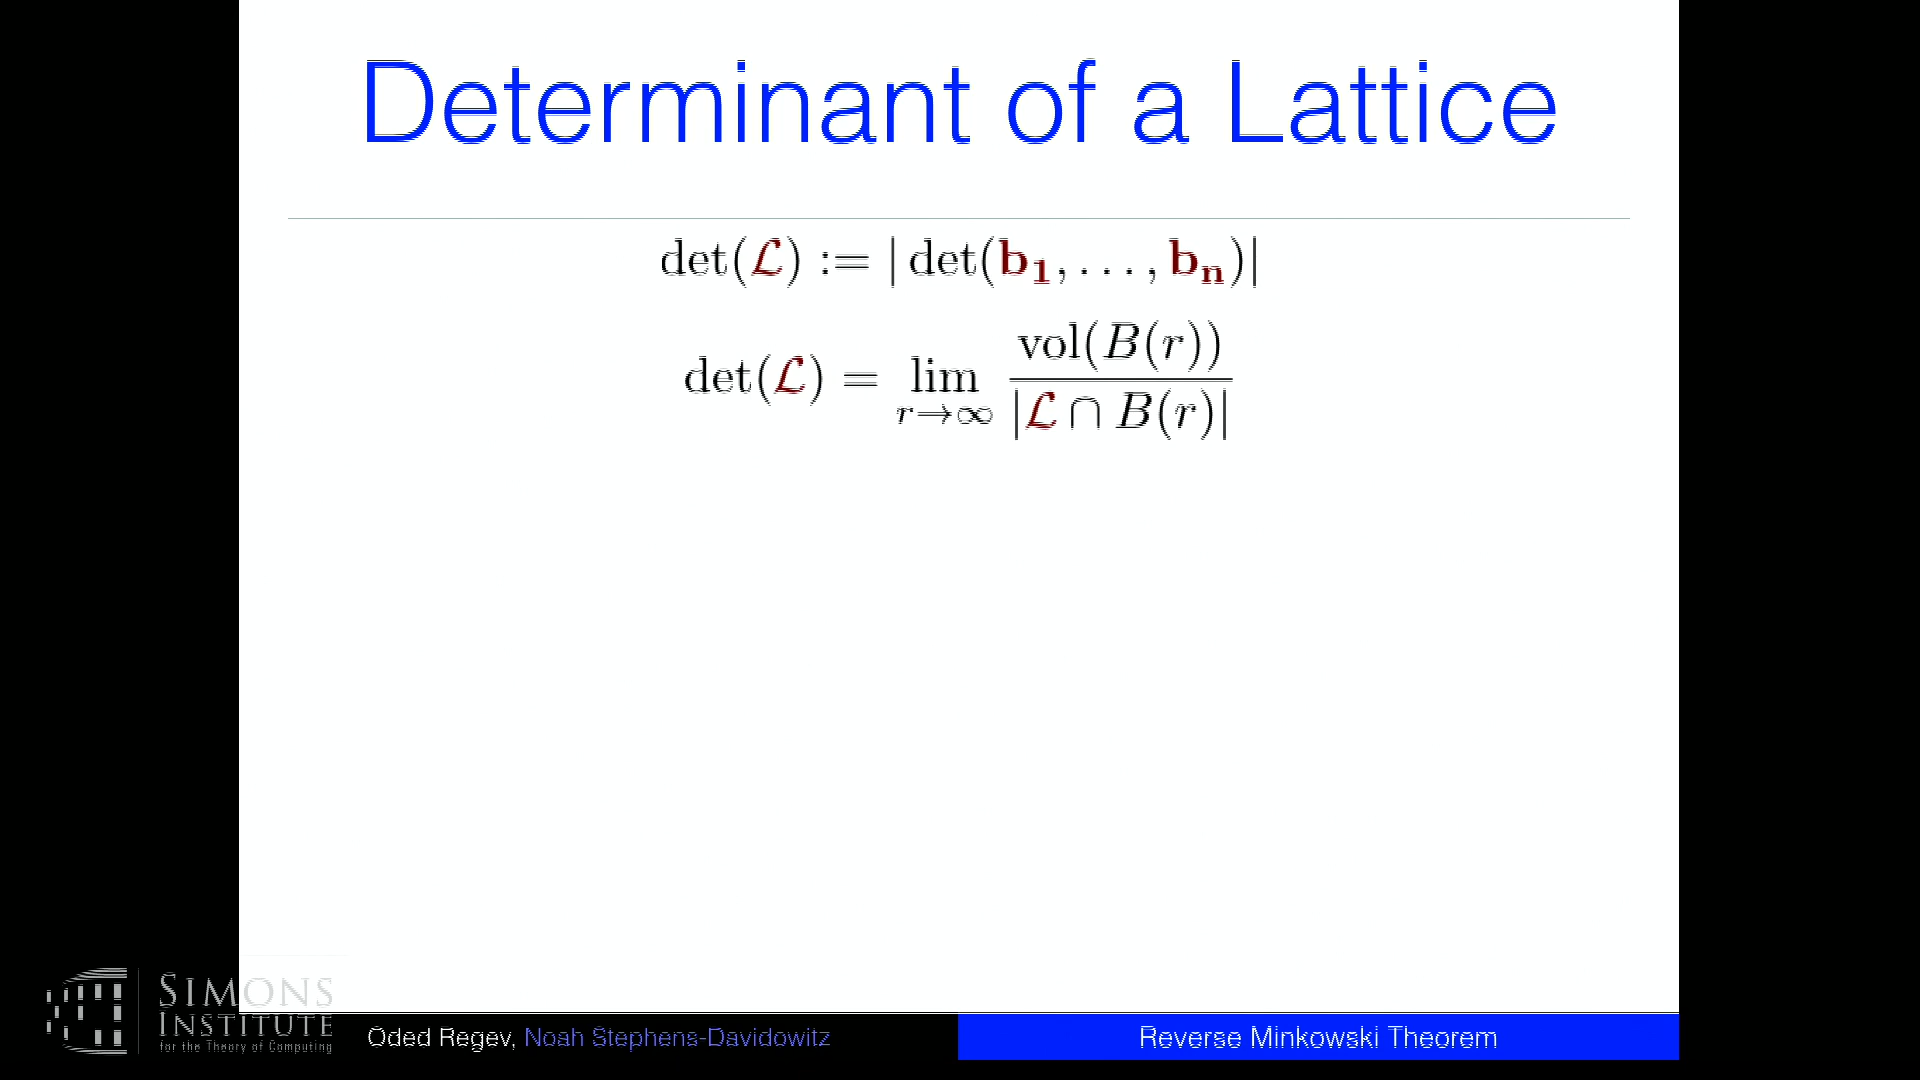 Determinant of a Lattice
det(ℒ) := | det(b₁, . . . , bₙ)|
det(ℒ) = lim_{r→∞} vol(B(r)) / |ℒ ∩ B(r)|
SIMONS
INSTITUTE
for the Theory of Computing
Oded Regev, Noah Stephens-Davidowitz
Reverse Minkowski Theorem